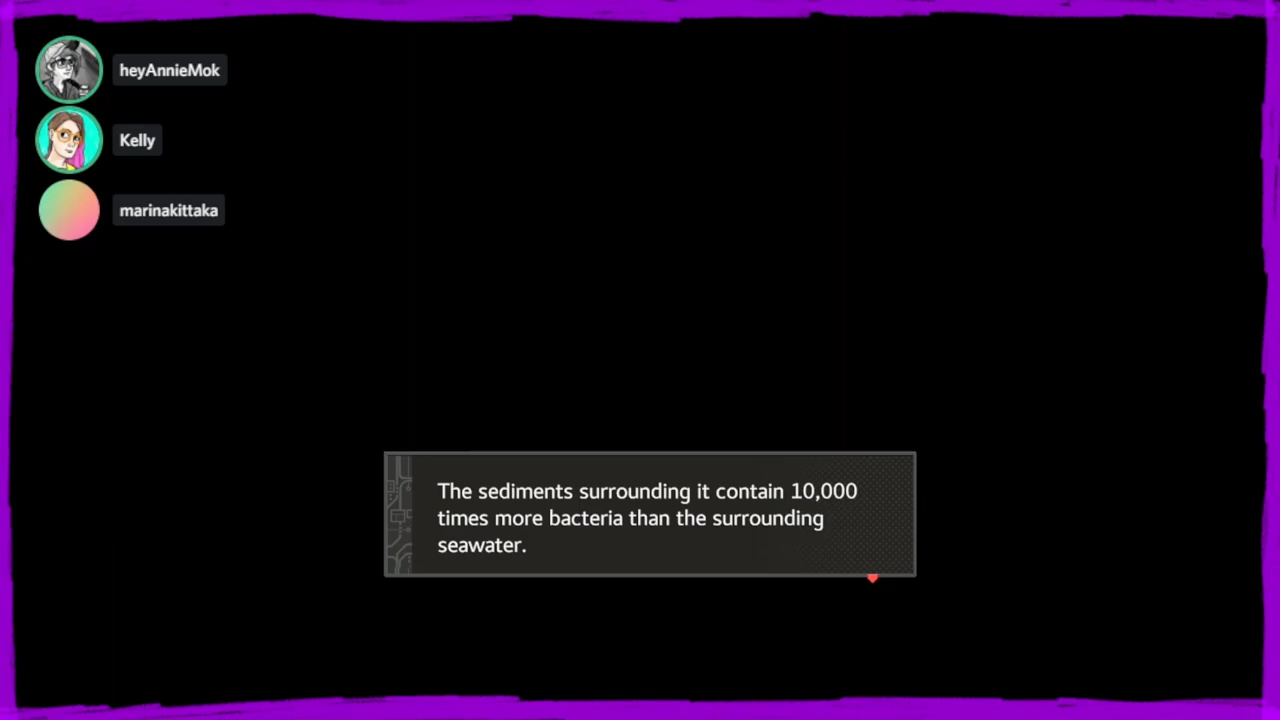 heyAnnieMok
Kelly
marinakittaka
The sediments surrounding it contain 10,000
times more bacteria than the surrounding
seawater.